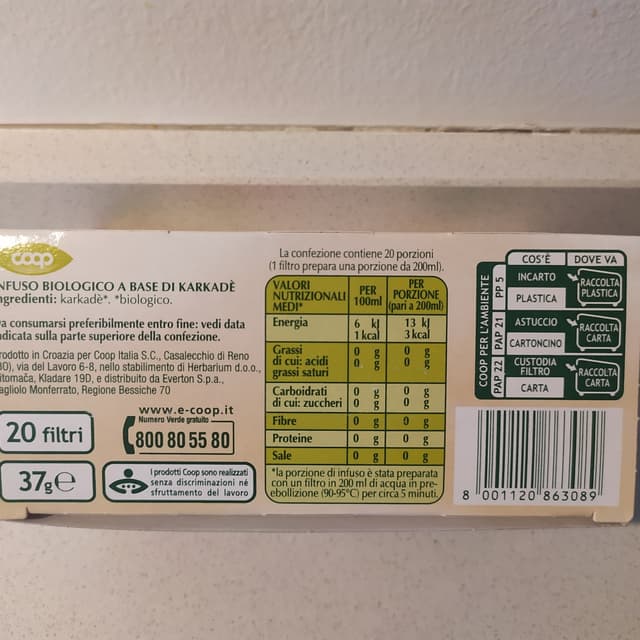 coop
INFUSO BIOLOGICO A BASE DI KARKADÈ
Ingredienti: karkadè*. *biologico.
Da consumarsi preferibilmente entro fine: vedi data
indicata sulla parte superiore della confezione.
Prodotto in Croazia per Coop Italia S.C., Casalecchio di Reno
(BO), via del Lavoro 6-8, nello stabilimento di Herbarium d.o.o.,
Pitomača, Kladare 19D, e distribuito da Everton S.p.a.,
Tagliolo Monferrato, Regione Bessiche 70
20 filtri
37g℮
www.e-coop.it
Numero Verde gratuito
800 80 55 80
I prodotti Coop sono realizzati
senza discriminazioni né
sfruttamento del lavoro
La confezione contiene 20 porzioni
(1 filtro prepara una porzione da 200ml).
VALORI NUTRIZIONALI MEDI* PER 100ml PER PORZIONE (pari a 200ml)
Energia 6 kJ 13 kJ
1 kcal 3 kcal
Grassi 0 g 0 g
di cui: acidi grassi saturi 0 g 0 g
Carboidrati 0 g 0 g
di cui: zuccheri 0 g 0 g
Fibre 0 g 0 g
Proteine 0 g 0 g
Sale 0 g 0 g
*la porzione di infuso è stata preparata
con un filtro in 200 ml di acqua in pre-
ebollizione (90-95°C) per circa 5 minuti.
COOP PER L'AMBIENTE
COS'È DOVE VA
PP 5 INCARTO PLASTICA RACCOLTA PLASTICA
PAP 21 ASTUCCIO CARTONCINO RACCOLTA CARTA
PAP 22 CUSTODIA FILTRO CARTA RACCOLTA CARTA
8 001120 863089